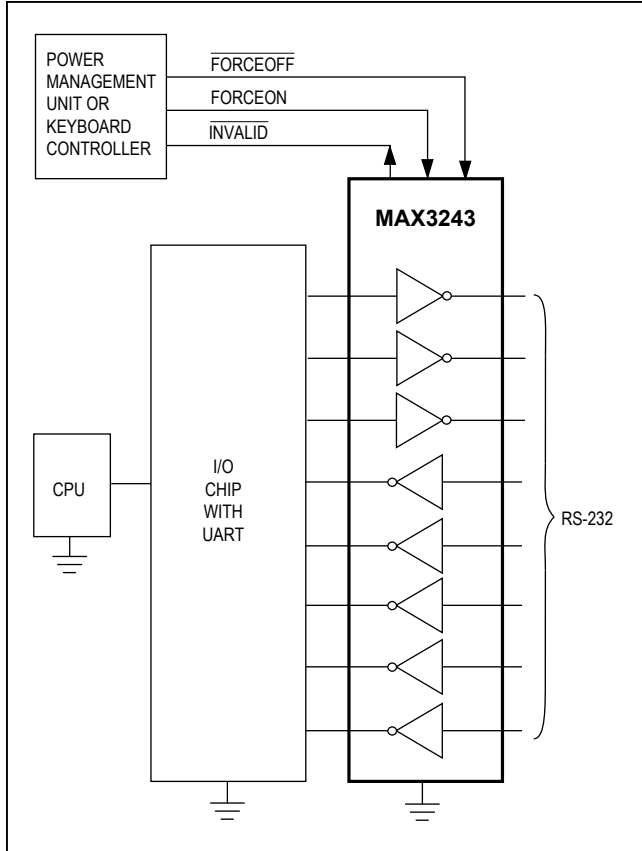 POWER
MANAGEMENT
UNIT OR
KEYBOARD
CONTROLLER
FORCEOFF
FORCEON
INVALID
MAX3243
CPU
I/O
CHIP
WITH
UART
RS-232